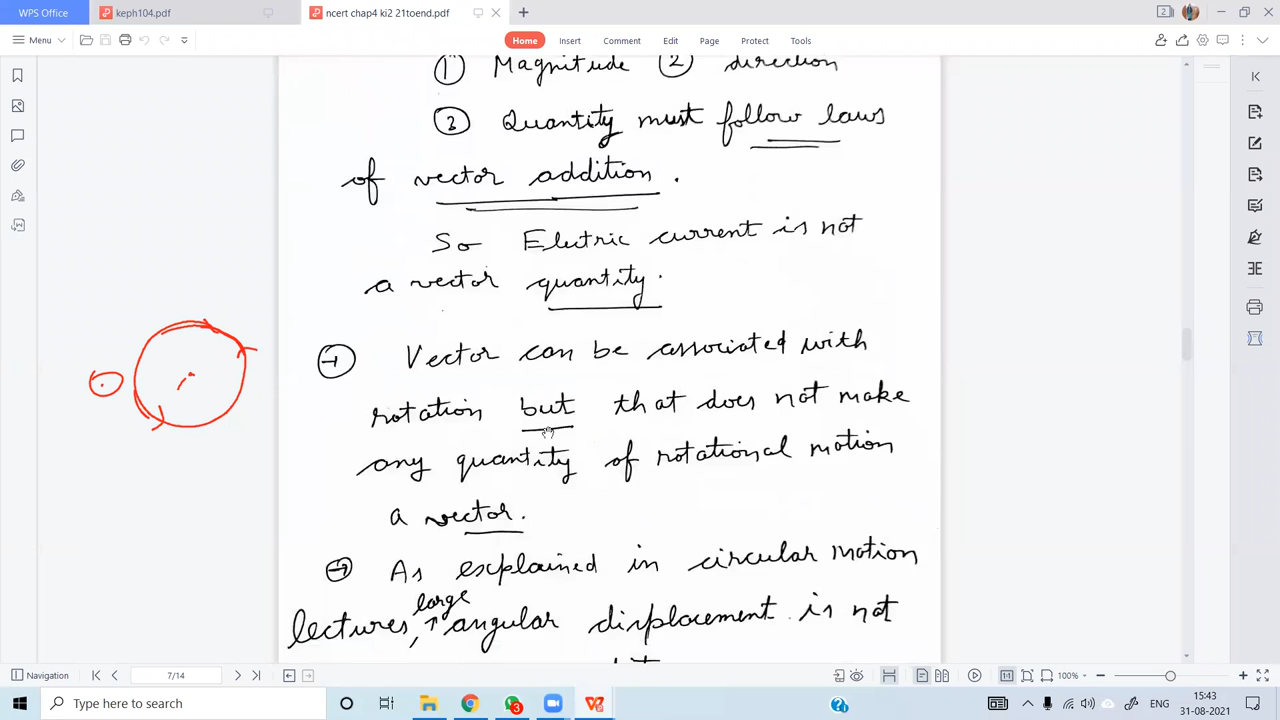 WPS Office
keph104.pdf
ncert chap4 ki2 21toend.pdf
Menu
Home
Insert
Comment
Edit
Page
Protect
Tools
① Magnitude ② direction
③ Quantity must follow laws
of vector addition.
So Electric current is not
a vector quantity.
Vector can be associated with
rotation but that does not make
any quantity of rotational motion
a vector.
As explained in circular motion
large
lectures, angular displacement is not
Navigation
7/14
100%
Type here to search
3
ENG
15:43
31-08-2021